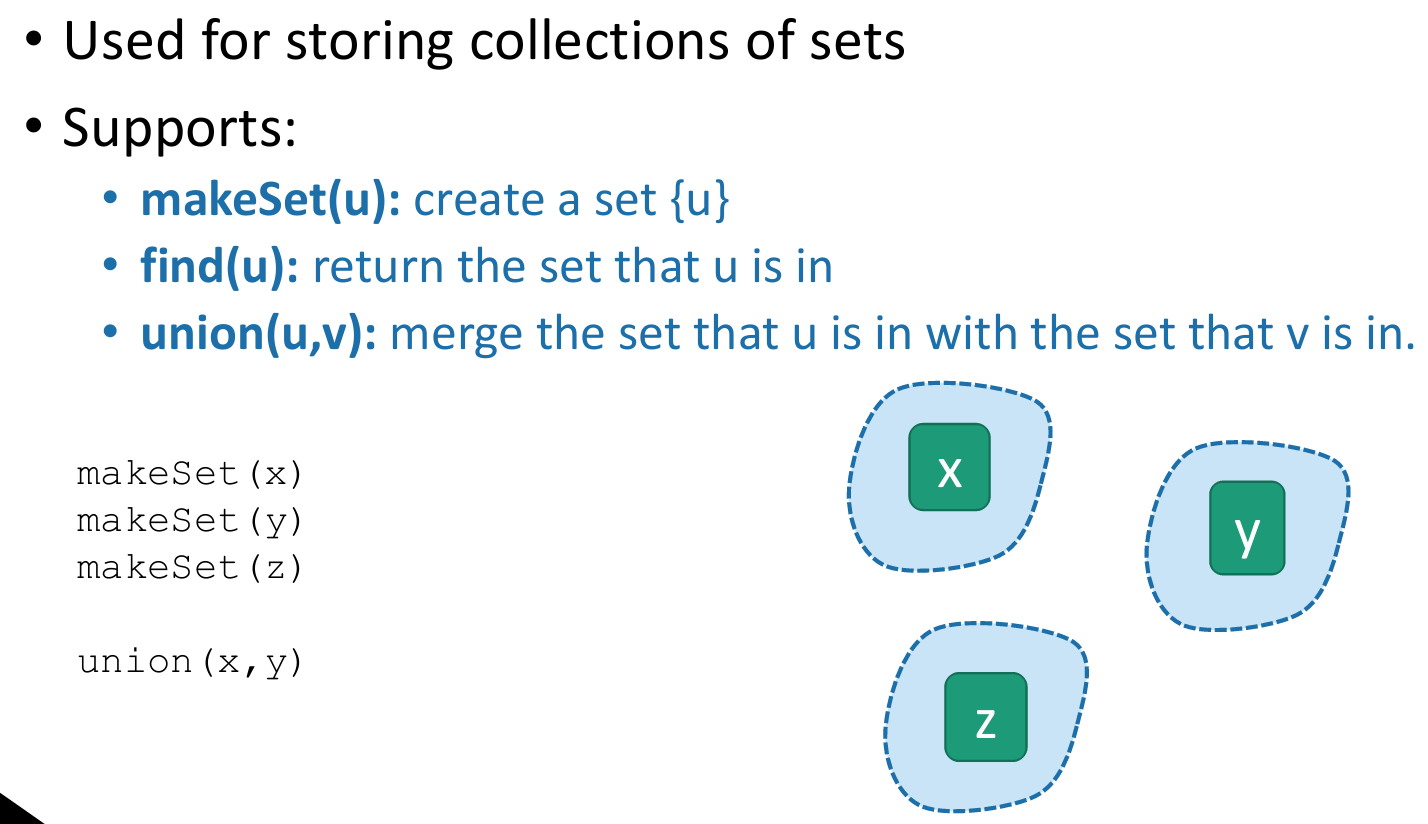 • Used for storing collections of sets
• Supports:
• makeSet(u): create a set {u}
• find(u): return the set that u is in
• union(u,v): merge the set that u is in with the set that v is in.
makeSet(x)
makeSet(y)
makeSet(z)
union(x,y)
x
y
z